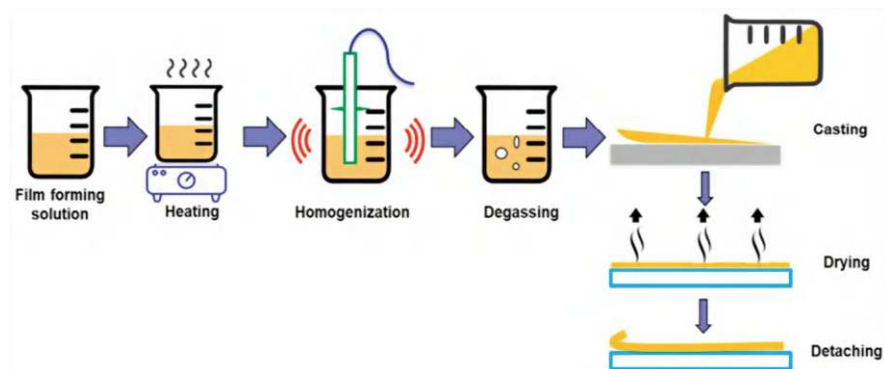 Film forming
solution
Heating
Homogenization
Degassing
Casting
Drying
Detaching